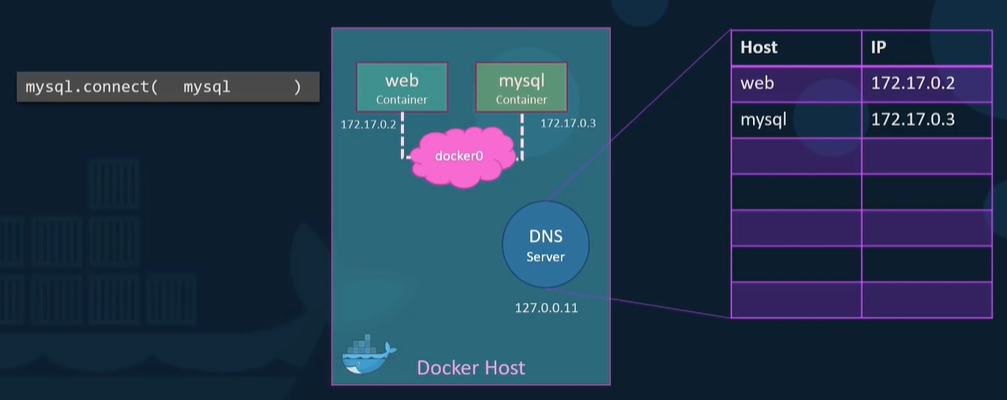 mysql.connect( mysql )
web
Container
mysql
Container
172.17.0.2
172.17.0.3
docker0
DNS
Server
127.0.0.11
Docker Host
Host IP
web 172.17.0.2
mysql 172.17.0.3